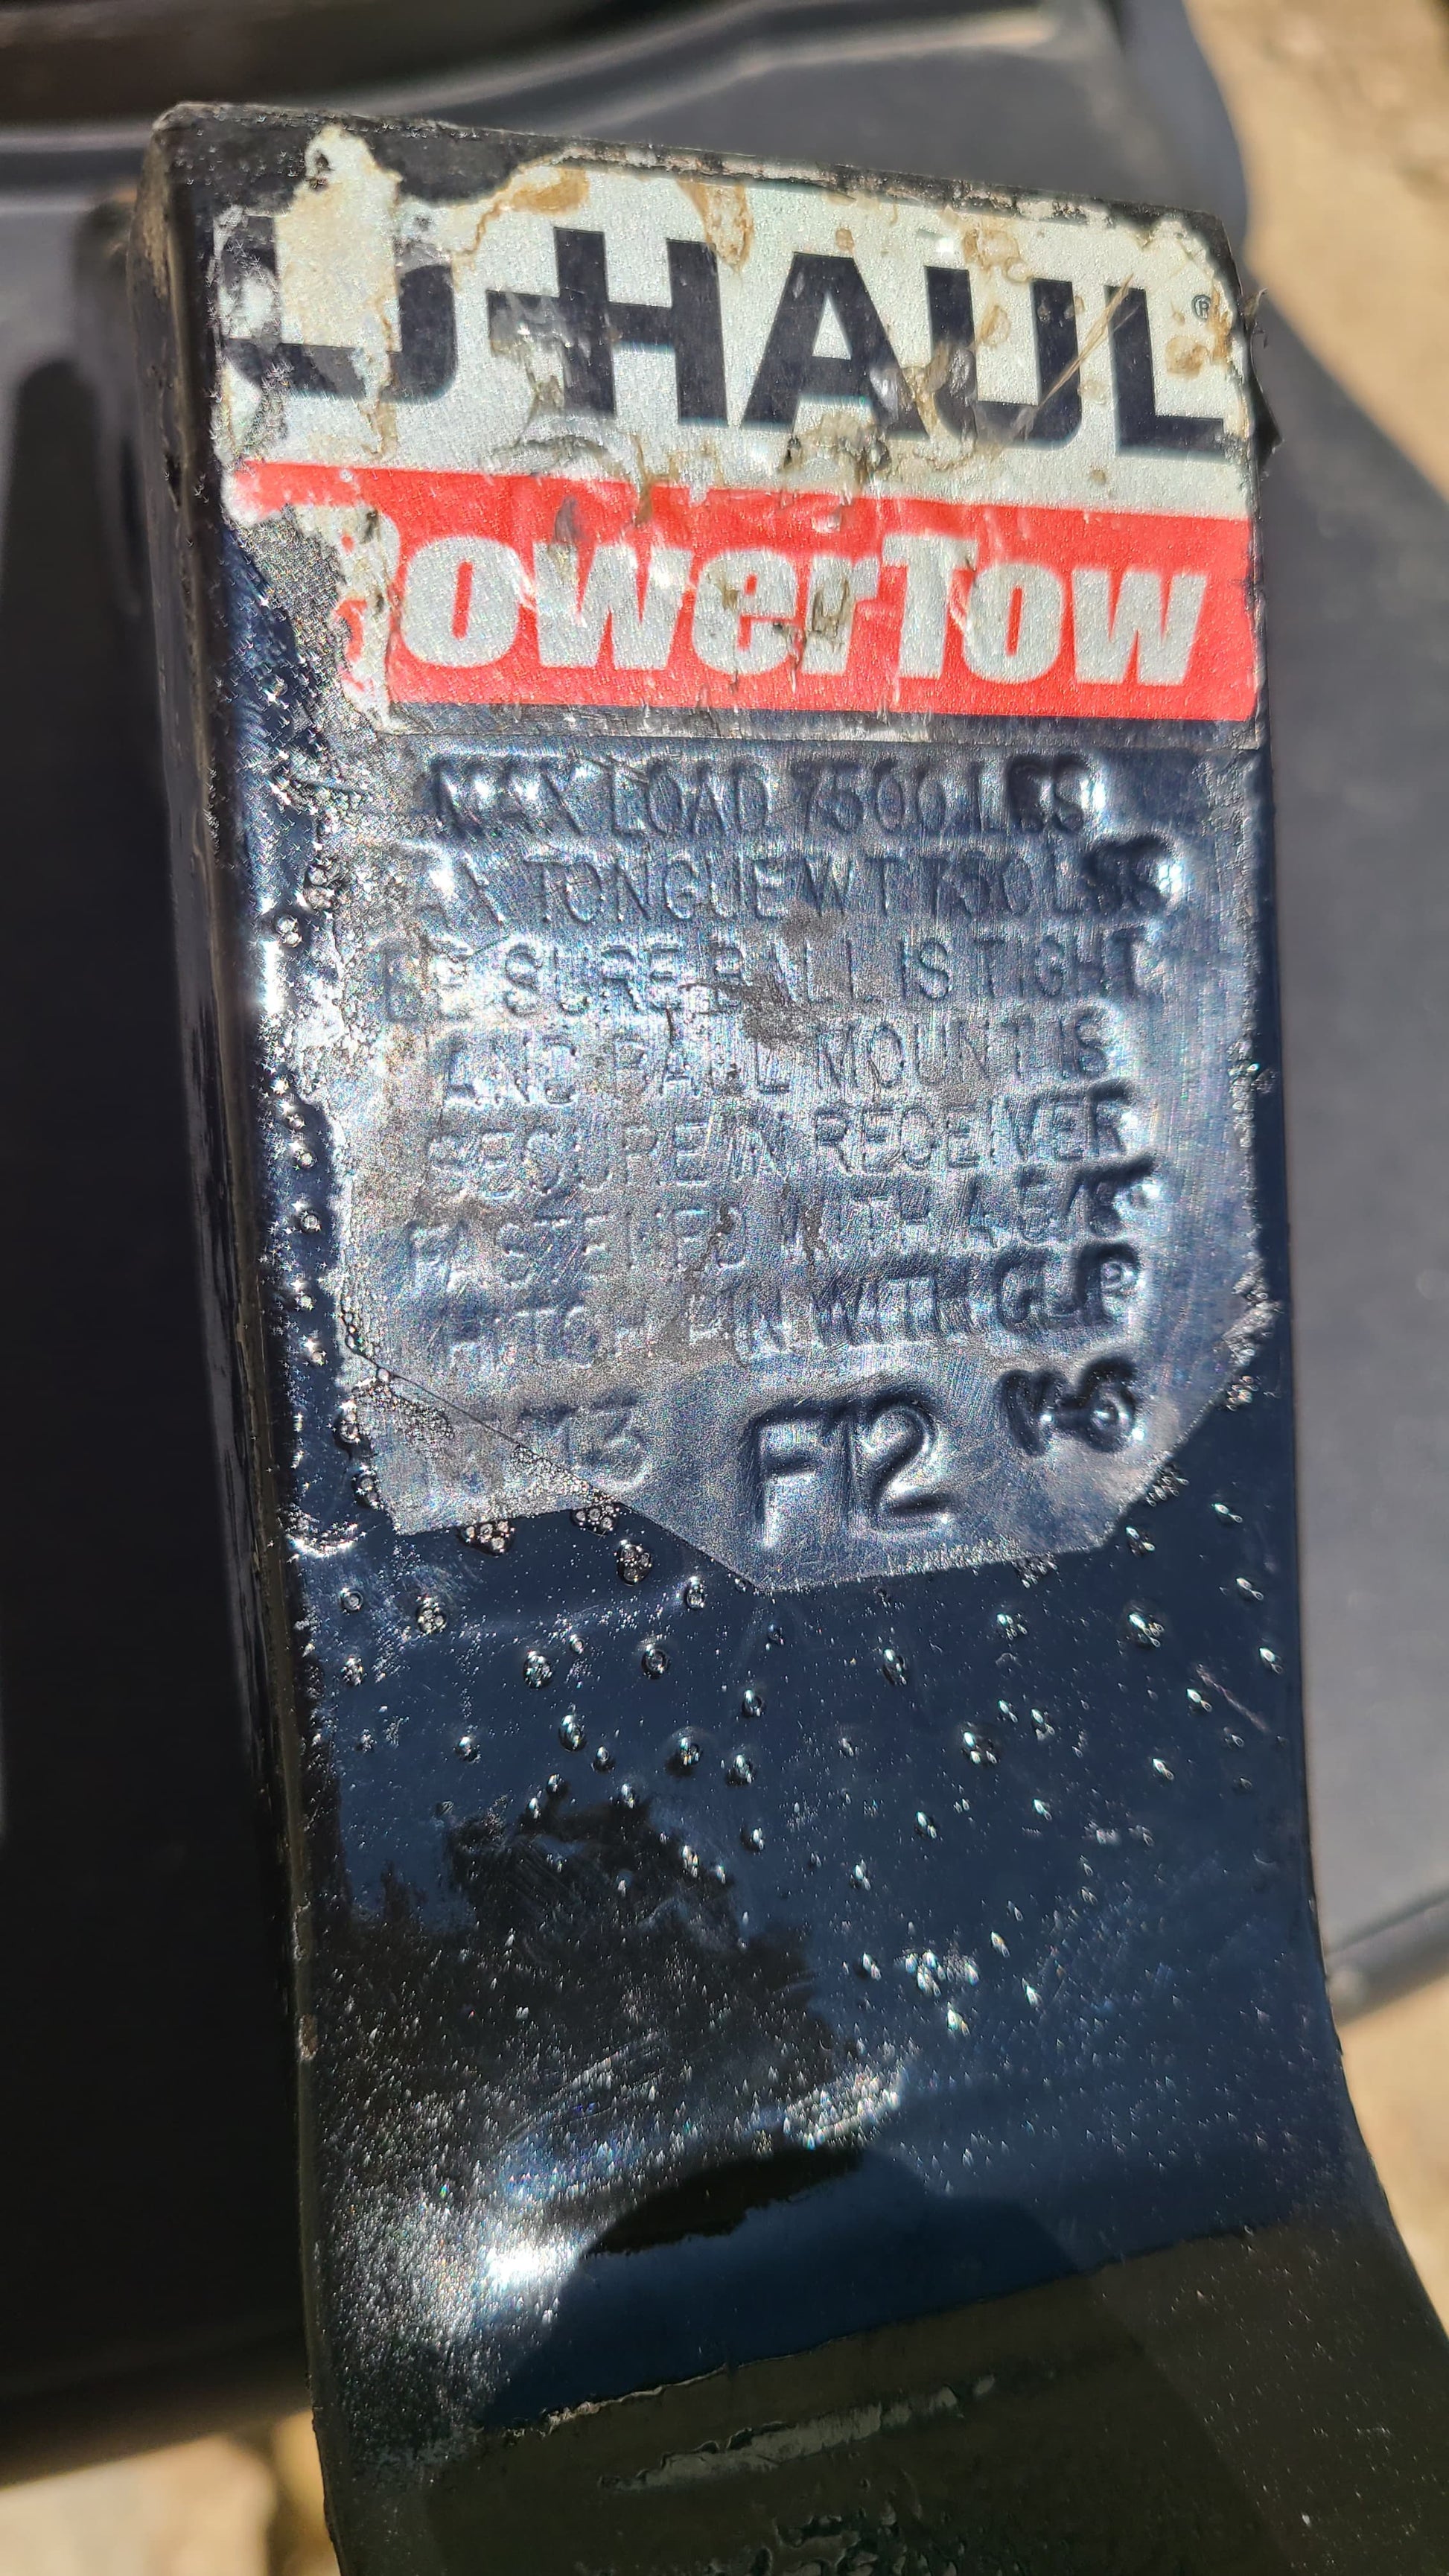 U-HAUL®
PowerTow
MAX LOAD 7500 LBS
TONGUE WT 750 LBS
BE SURE BALL IS TIGHT
AND BALL MOUNT IS
SECURE IN RECEIVER
FASTENED WITH A 5/8
HITCH PIN WITH CLIP
F12